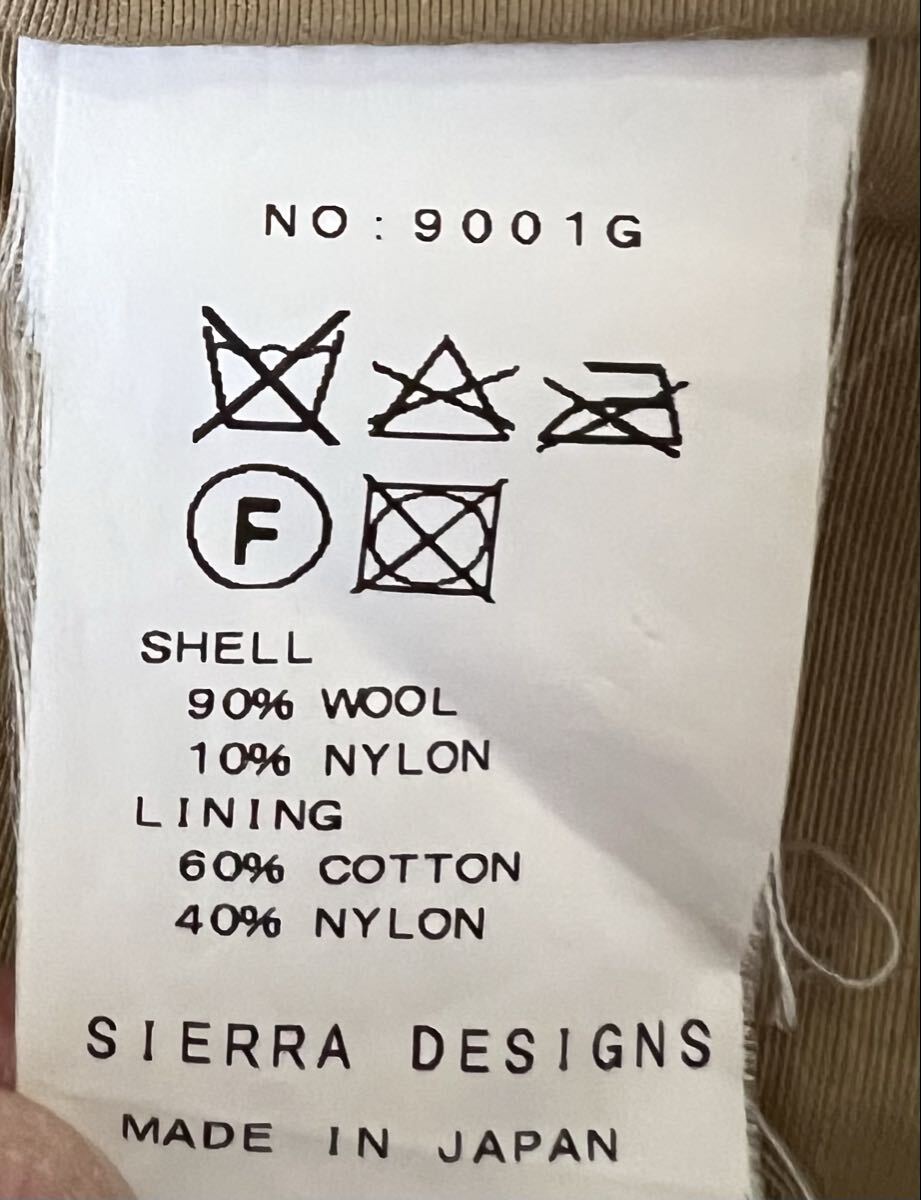 NO:9001G
F
SHELL
90% WOOL
10% NYLON
LINING
60% COTTON
40% NYLON
SIERRA DESIGNS
MADE IN JAPAN